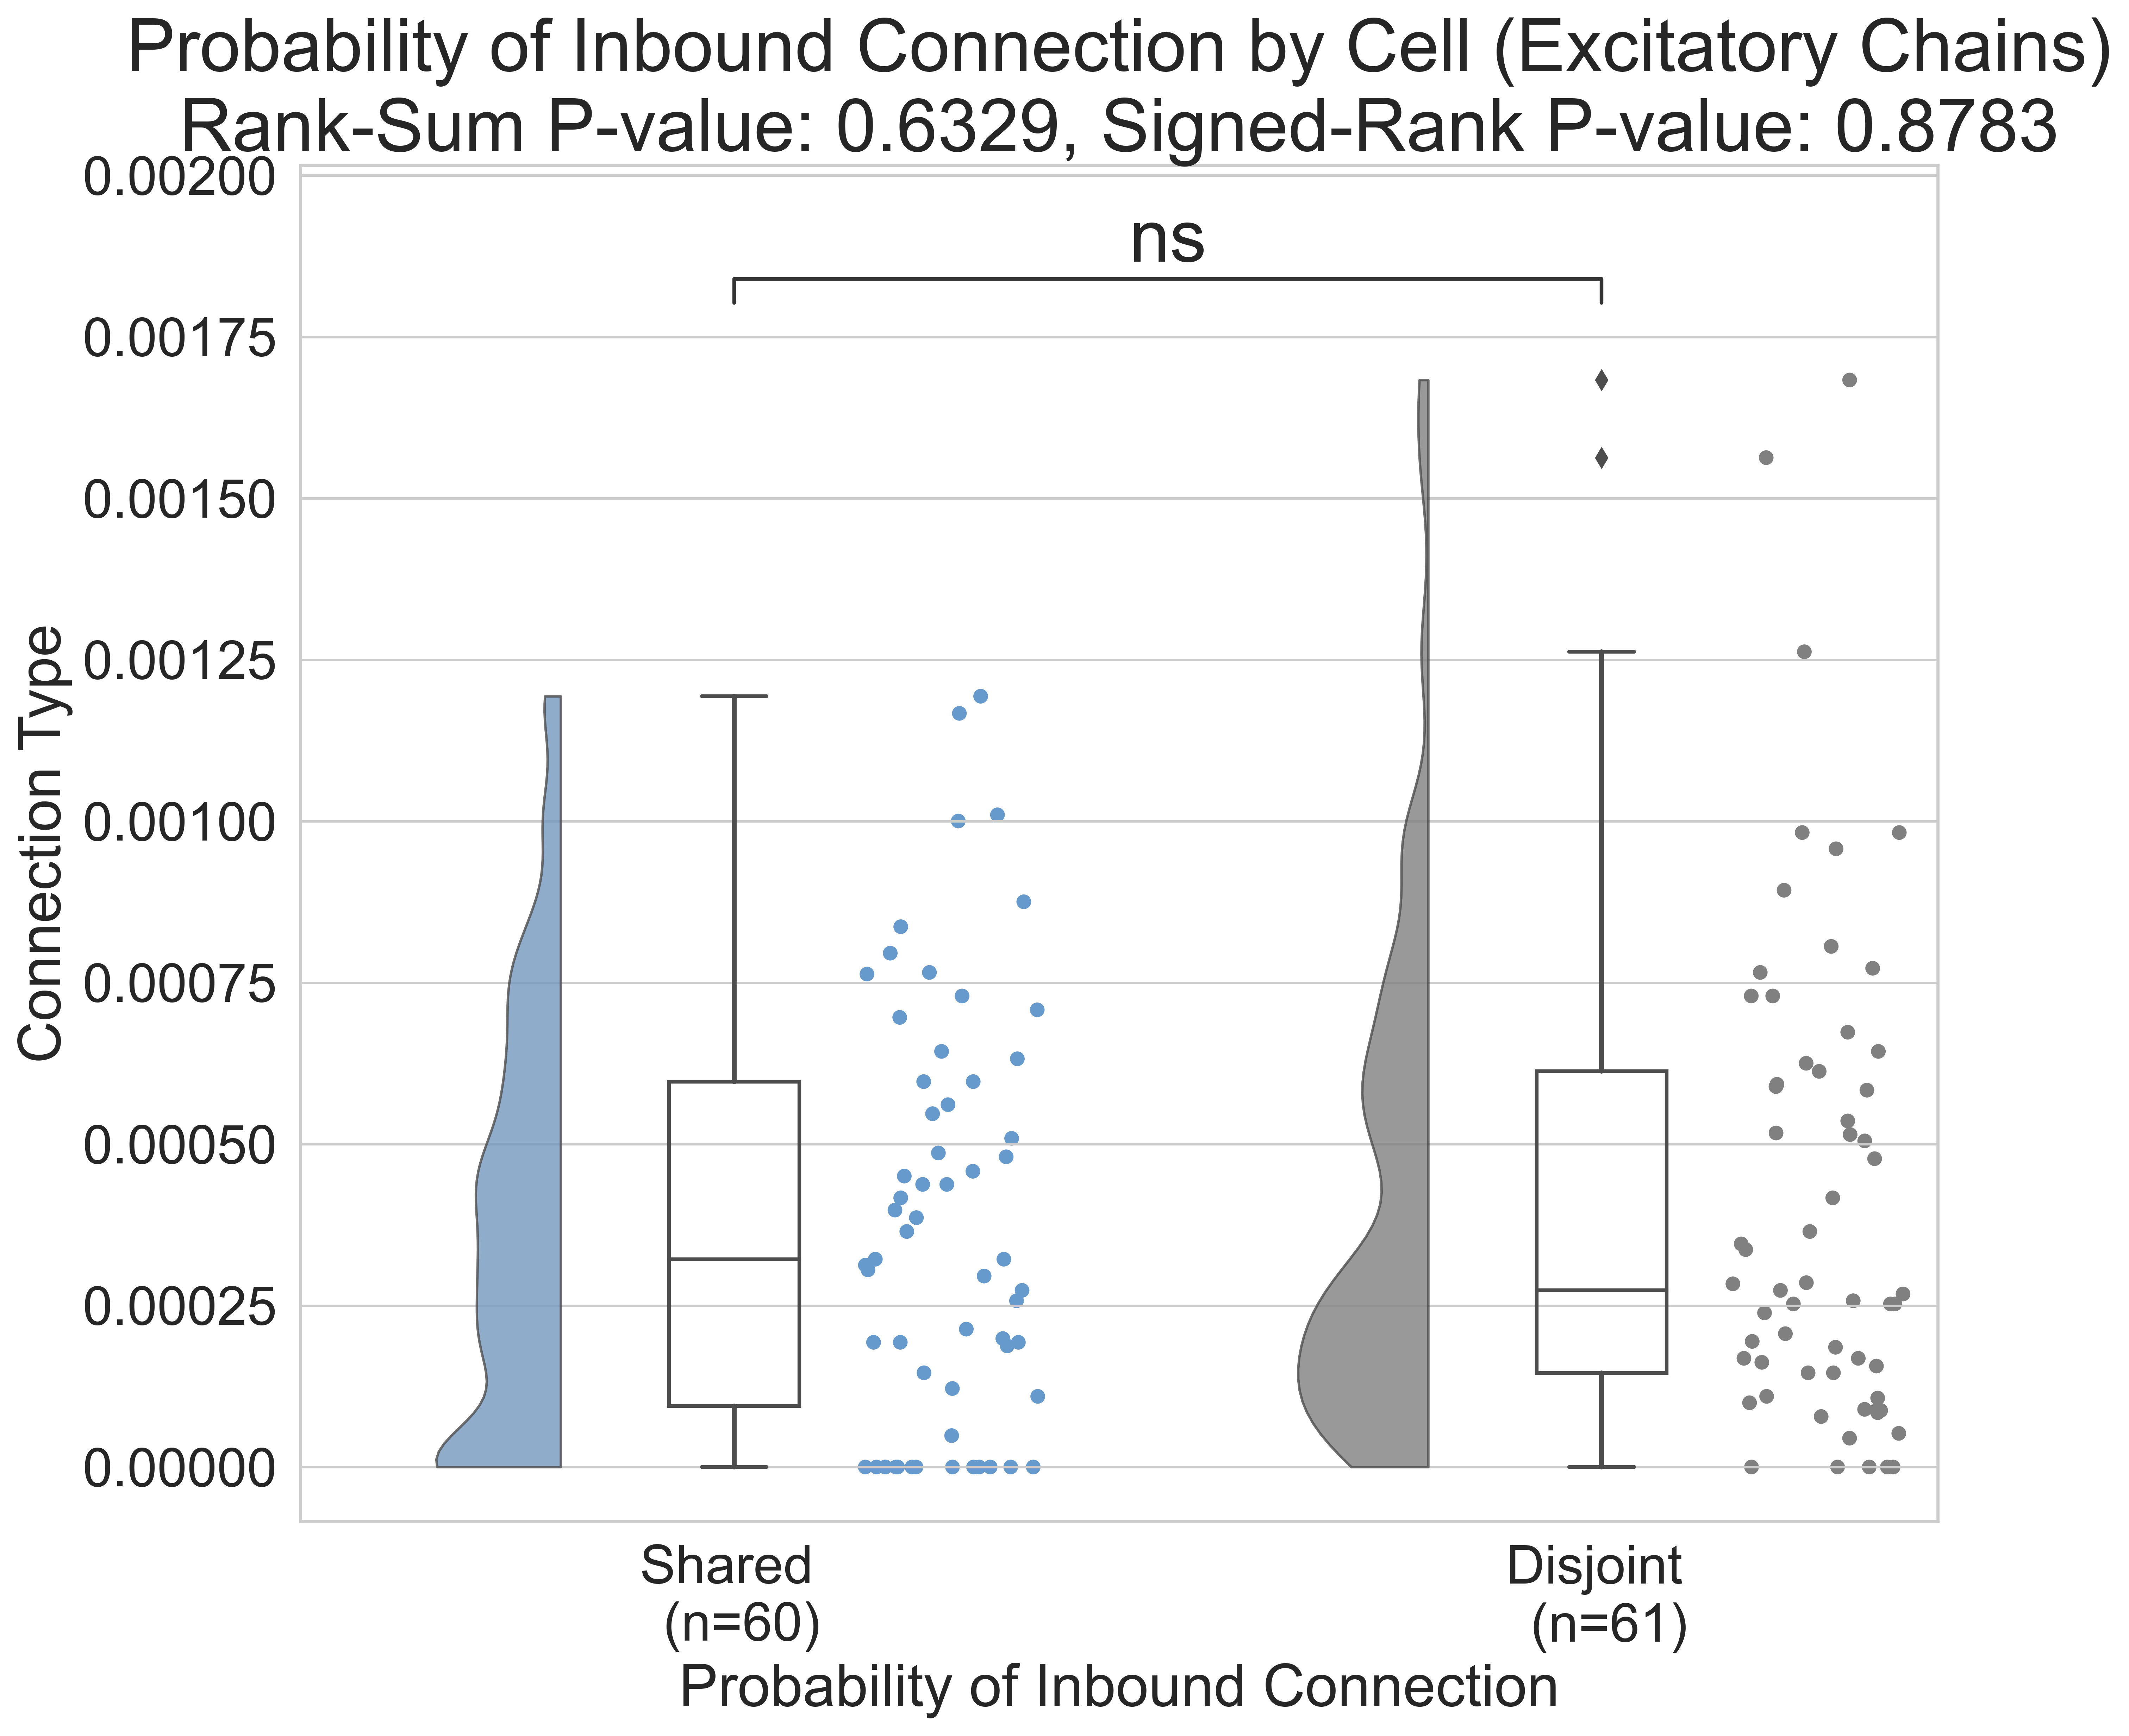 Probability of Inbound Connection by Cell (Excitatory Chains)
Rank-Sum P-value: 0.6329, Signed-Rank P-value: 0.8783
0.00200
ns
0.00175
0.00150
0.00125
0.00100
0.00075
0.00050
0.00025
0.00000
Connection Type
Shared
(n=60)
Disjoint
(n=61)
Probability of Inbound Connection